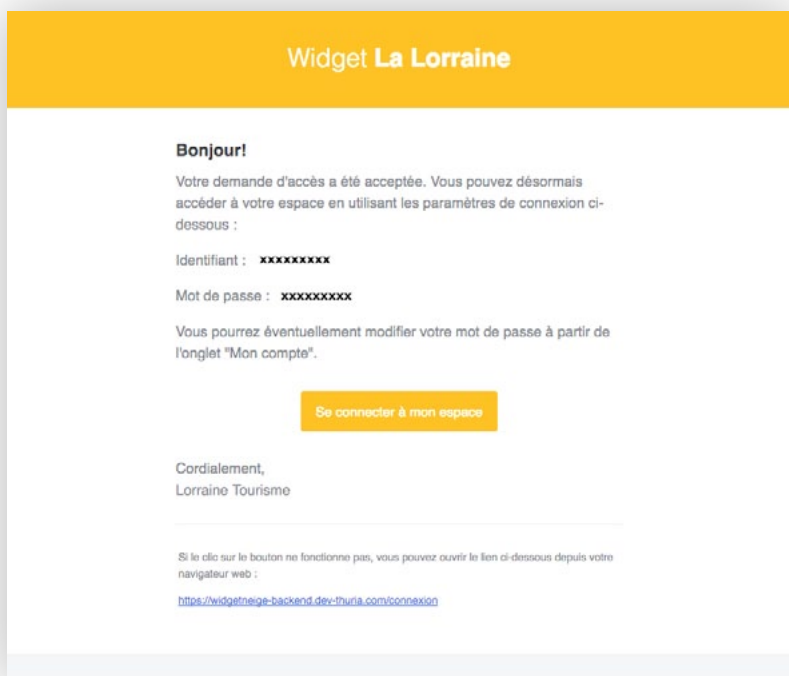 Widget La Lorraine
Bonjour!
Votre demande d'accès a été acceptée. Vous pouvez désormais
accéder à votre espace en utilisant les paramètres de connexion ci-
dessous :
Identifiant : xxxxxxxxx
Mot de passe : xxxxxxxxx
Vous pourrez éventuellement modifier votre mot de passe à partir de
l'onglet "Mon compte".
Se connecter à mon espace
Cordialement,
Lorraine Tourisme
Si le clic sur le bouton ne fonctionne pas, vous pouvez ouvrir le lien ci-dessous depuis votre
navigateur web :
https://widgetneige-backend.dev-thuria.com/connexion